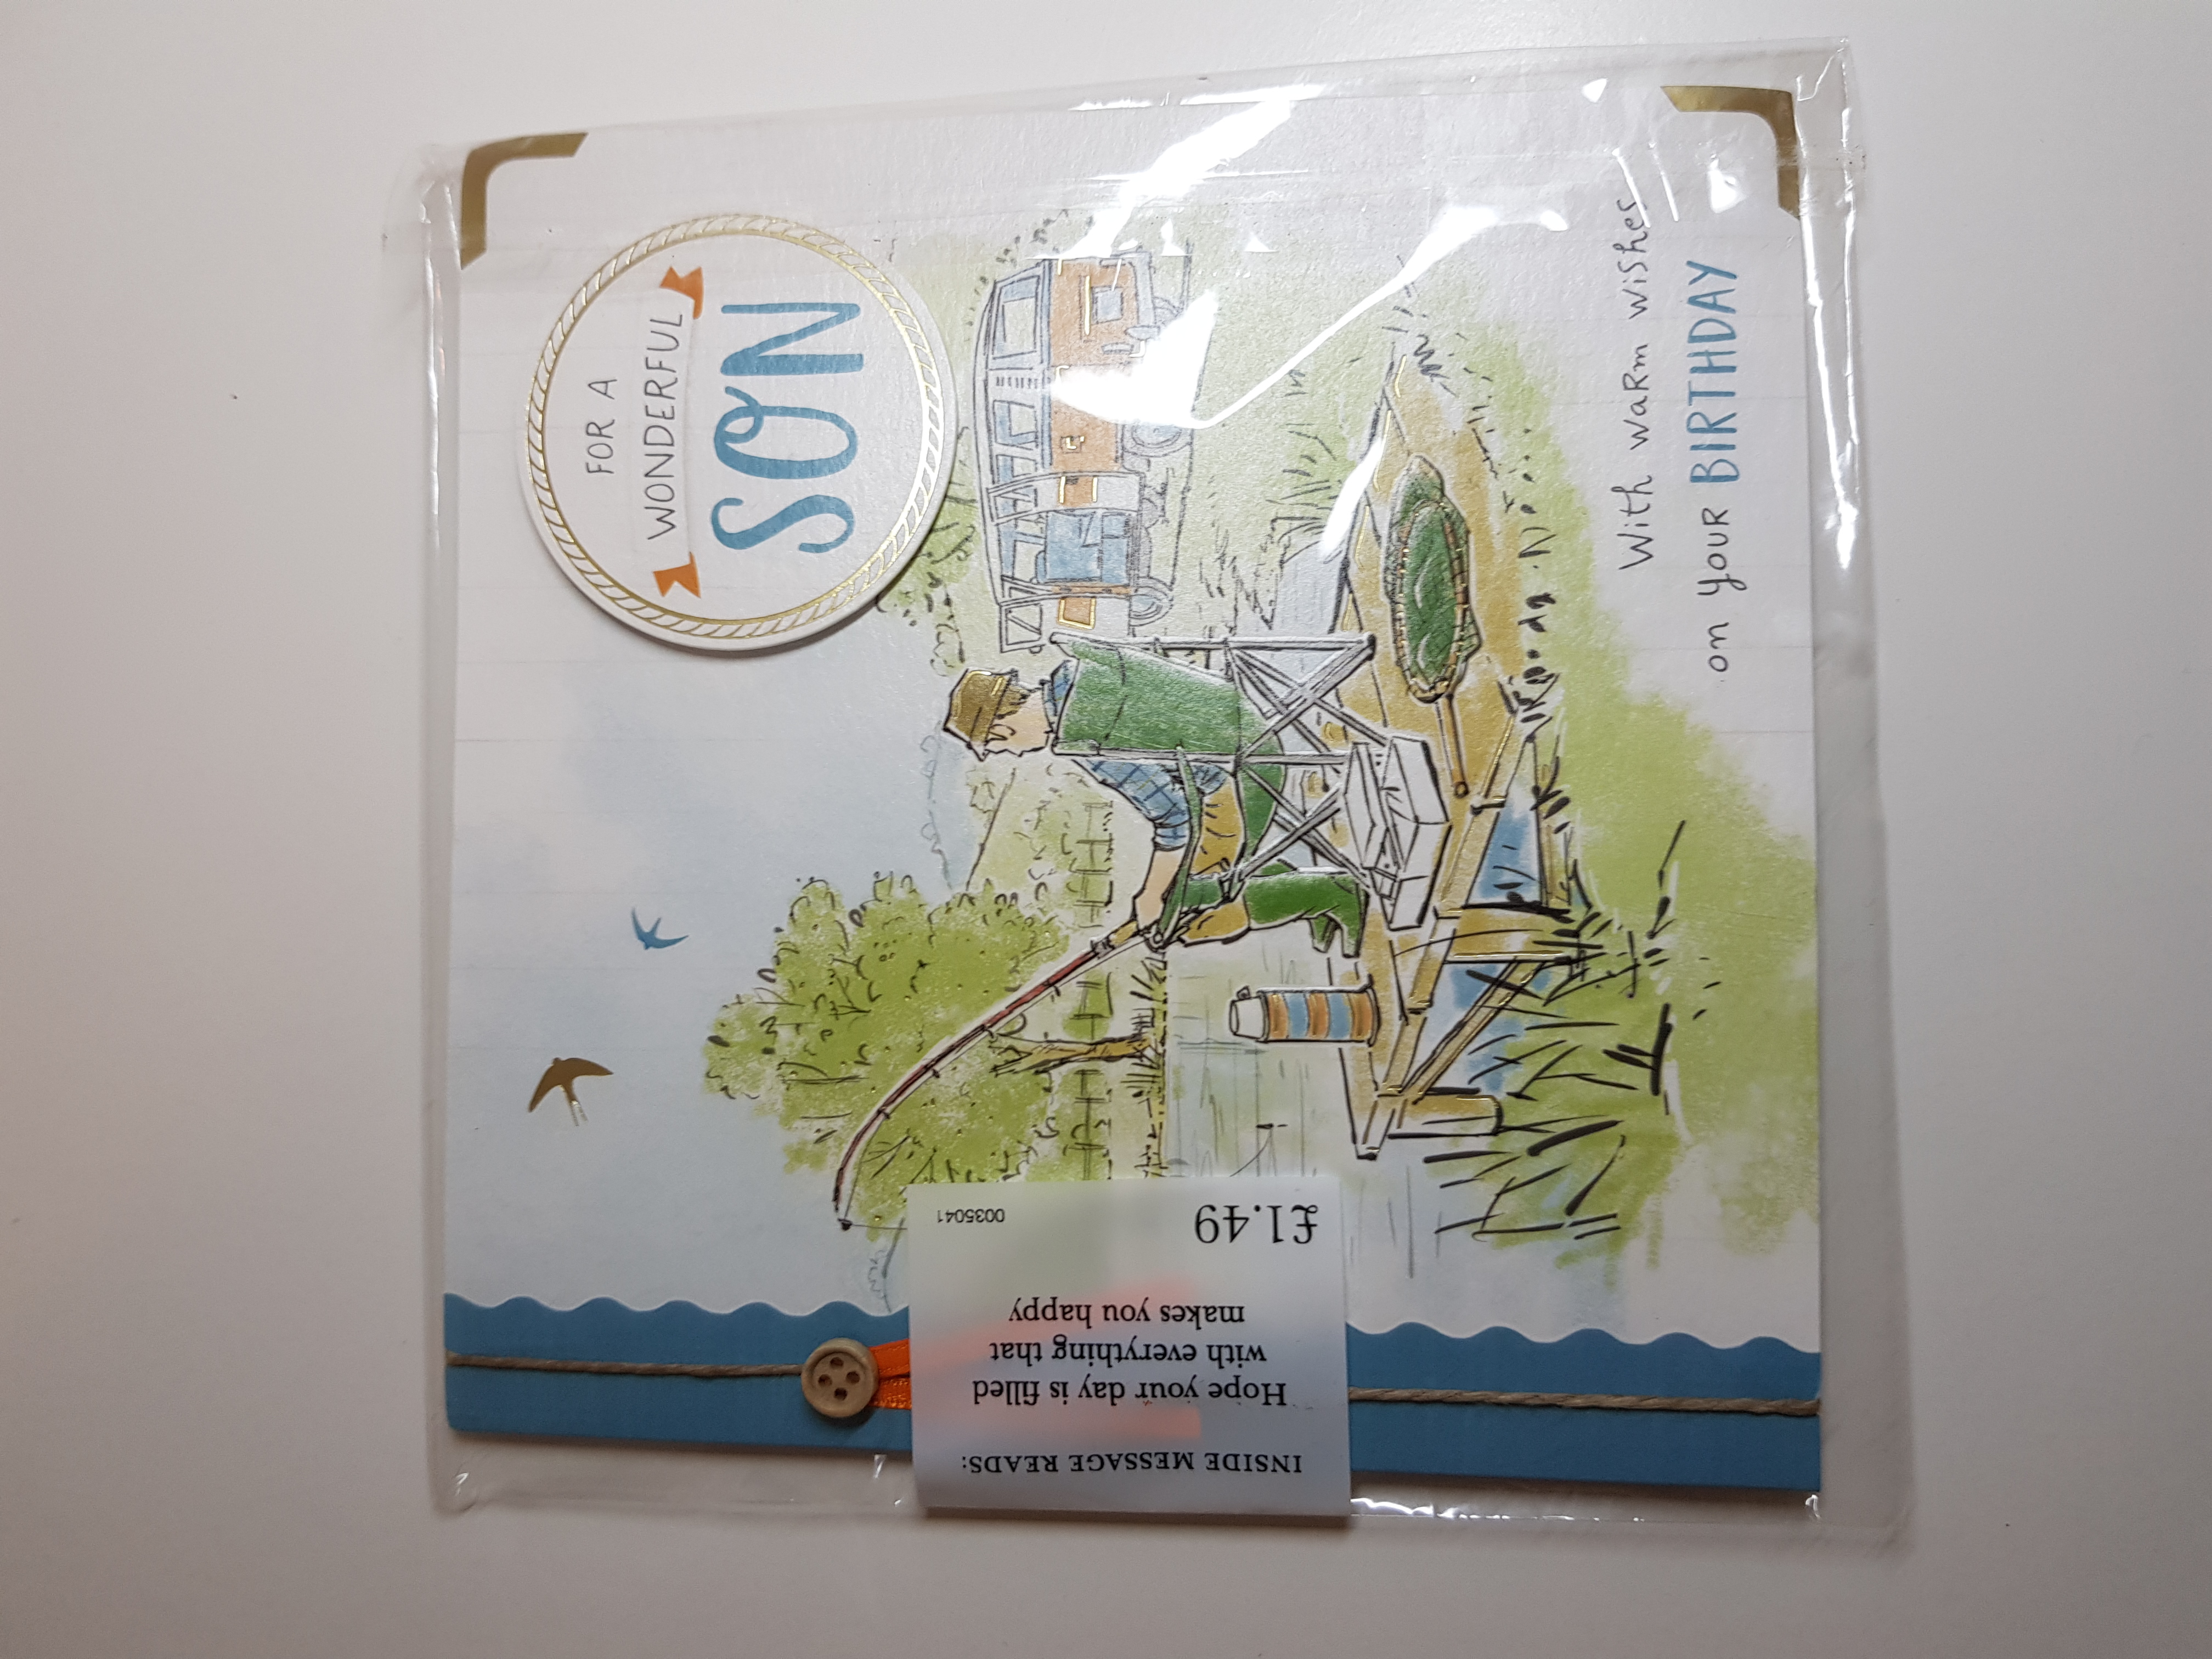 FOR A
WONDERFUL
SON
With waRm wishes
on youR BIRTHDAY
INSIDE MESSAGE READS:
Hope your day is filled
with everything that
makes you happy
£1.49
0035041